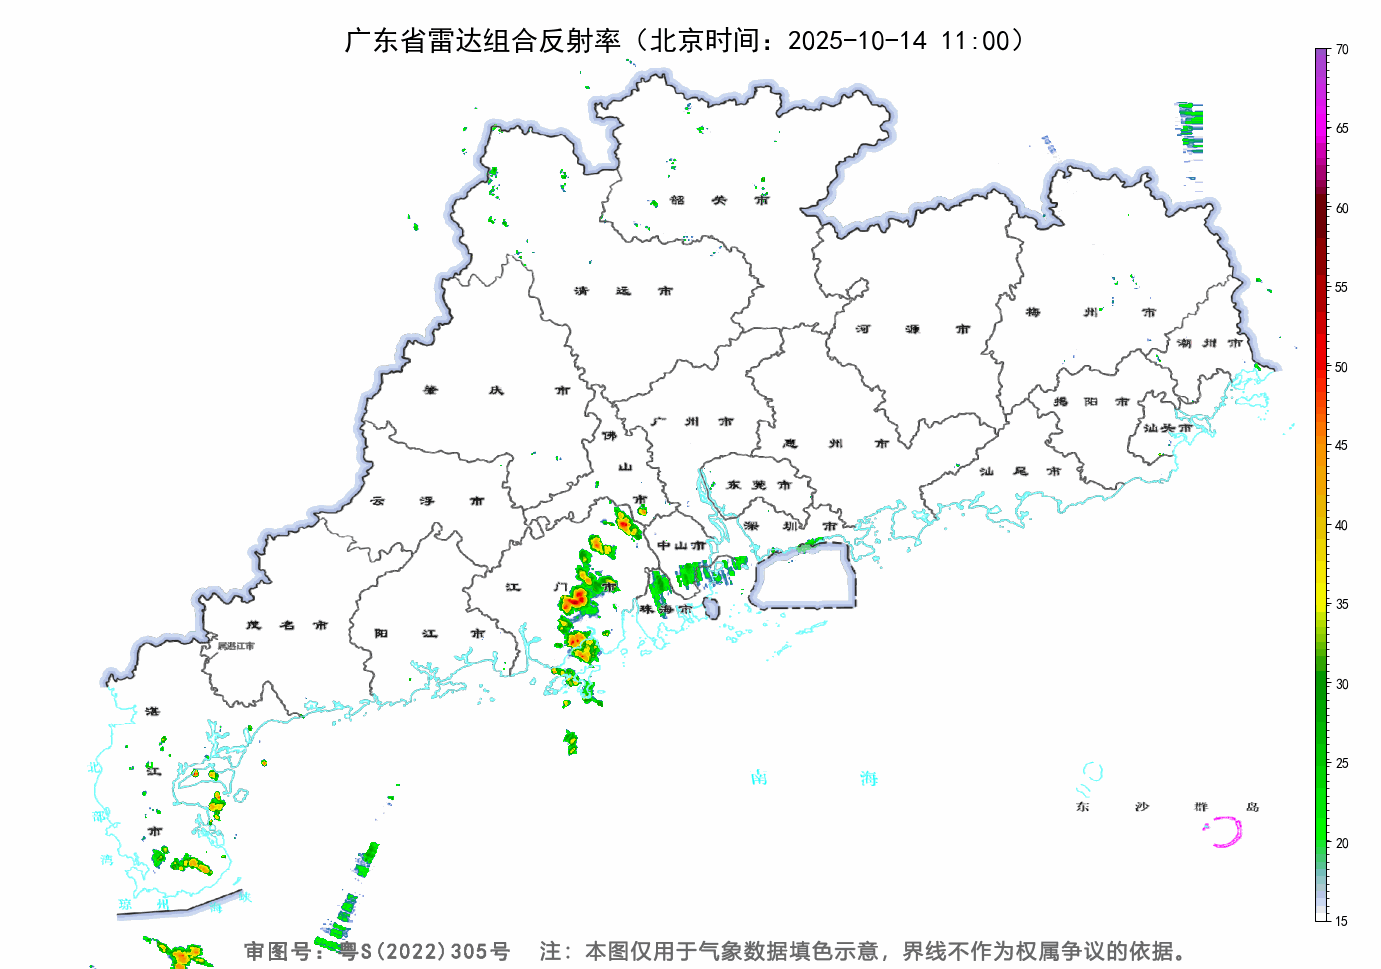 广东省雷达组合反射率（北京时间：2025-10-14 11:00）
70
65
60
55
50
45
40
35
30
25
20
15
韶关市
清远市
河源市
梅州市
潮州市
肇庆市
广州市
佛山市
惠州市
揭阳市
汕头市
汕尾市
云浮市
东莞市
深圳市
中山市
江门市
珠海市
茂名市
属湛江市
阳江市
湛江市
北部湾
琼州海峡
南海
东沙群岛
审图号：粤S(2022)305号 注：本图仅用于气象数据填色示意，界线不作为权属争议的依据。